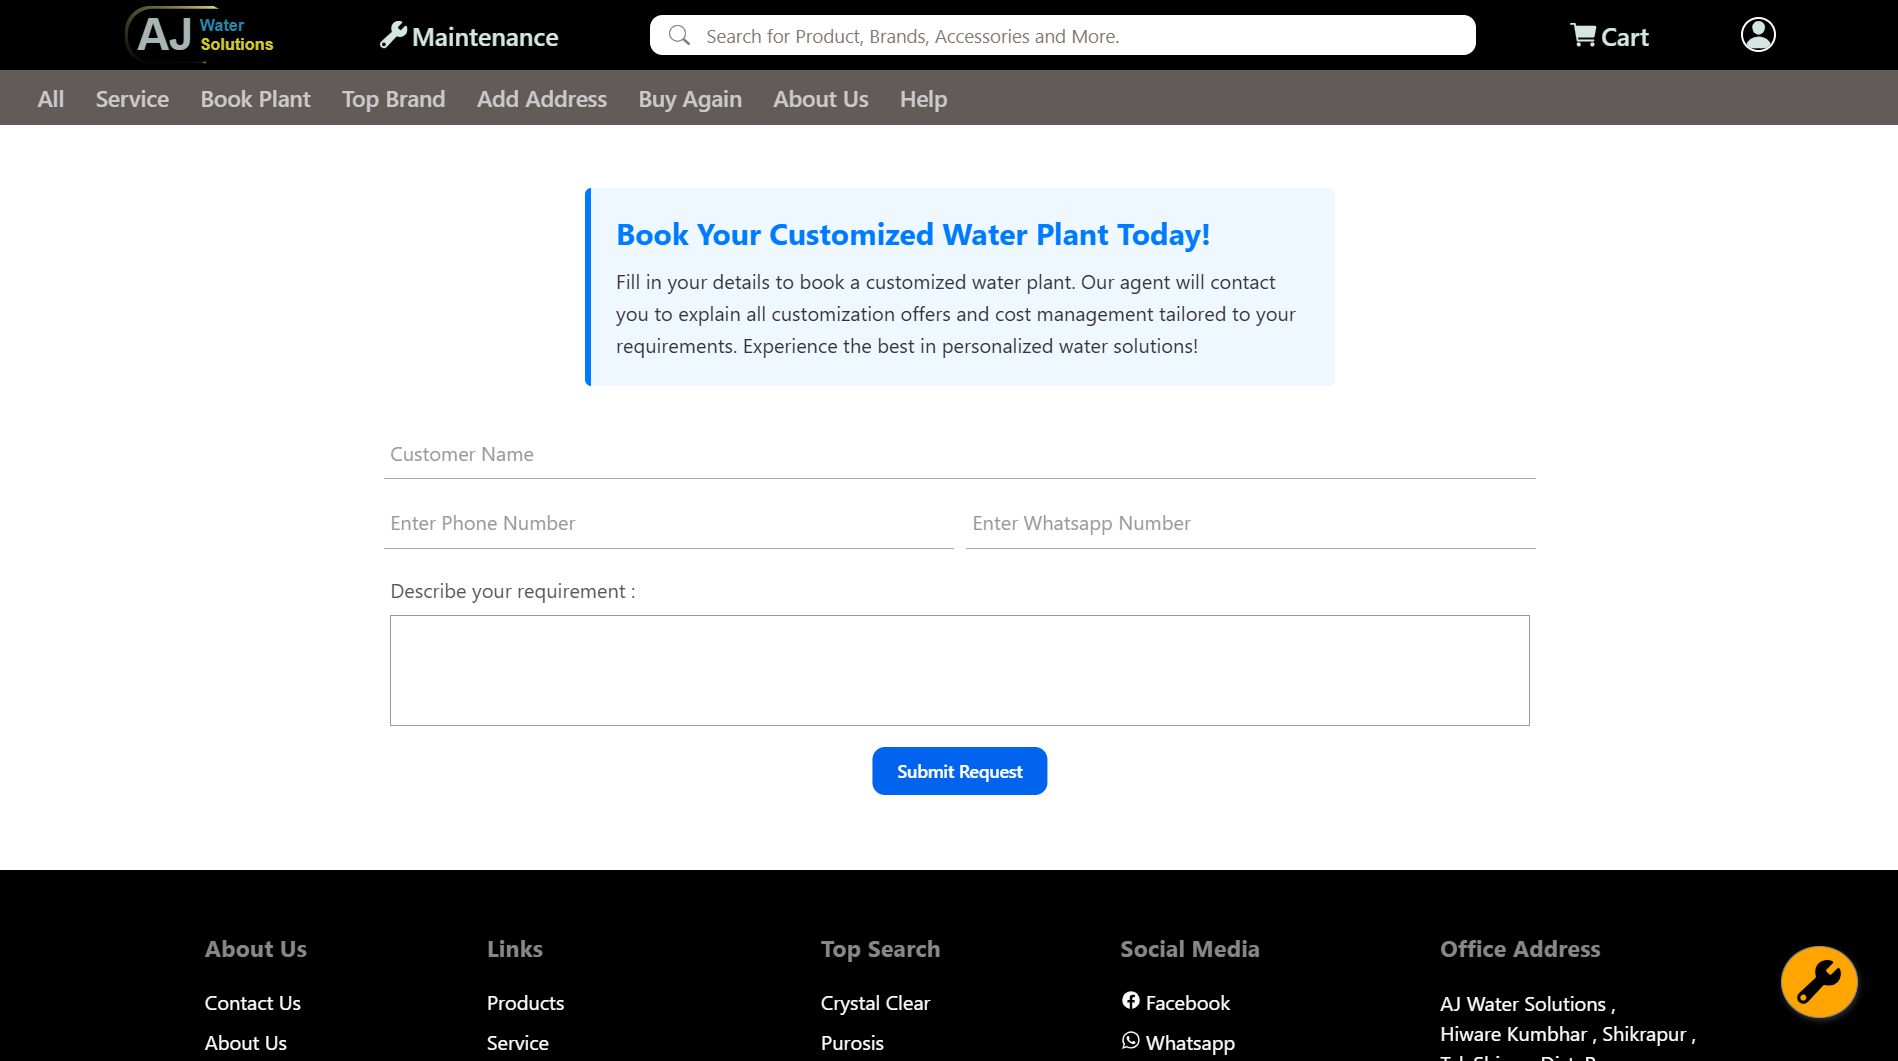 AJ Water Solutions
Maintenance
Search for Product, Brands, Accessories and More.
Cart
All Service Book Plant Top Brand Add Address Buy Again About Us Help
Book Your Customized Water Plant Today!
Fill in your details to book a customized water plant. Our agent will contact
you to explain all customization offers and cost management tailored to your
requirements. Experience the best in personalized water solutions!
Customer Name
Enter Phone Number
Enter Whatsapp Number
Describe your requirement :
Submit Request
About Us
Contact Us
About Us
Links
Products
Service
Top Search
Crystal Clear
Purosis
Social Media
Facebook
Whatsapp
Office Address
AJ Water Solutions ,
Hiware Kumbhar , Shikrapur ,